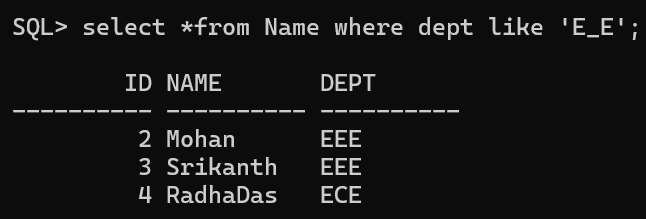 SQL> select *from Name where dept like 'E_E';
        ID NAME       DEPT
---------- ---------- ----------
         2 Mohan      EEE
         3 Srikanth   EEE
         4 RadhaDas   ECE